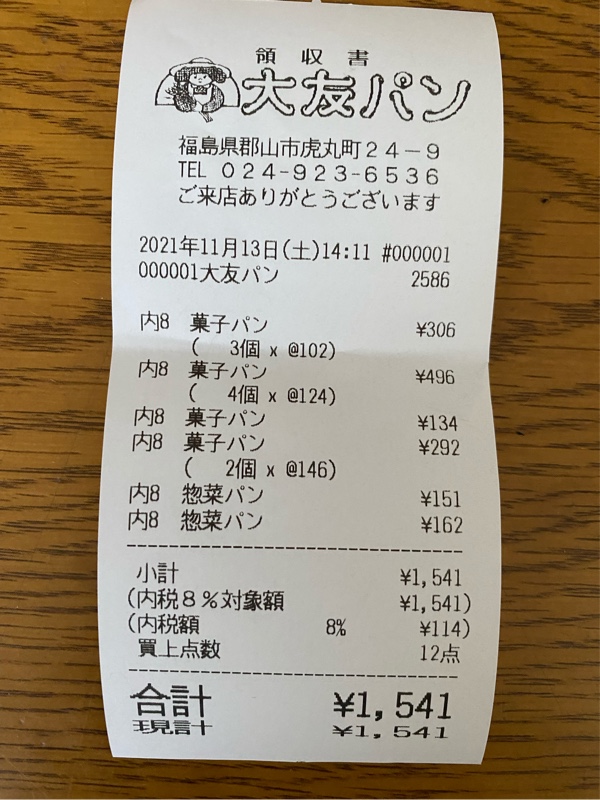 領収書
大友パン
福島県郡山市虎丸町24-9
TEL 024-923-6536
ご来店ありがとうございます
2021年11月13日(土)14:11 #000001
000001大友パン 2586
内8 菓子パン ¥306
( 3個 x @102)
内8 菓子パン ¥496
( 4個 x @124)
内8 菓子パン ¥134
内8 菓子パン ¥292
( 2個 x @146)
内8 惣菜パン ¥151
内8 惣菜パン ¥162
小計 ¥1,541
(内税8%対象額 ¥1,541)
(内税額 8% ¥114)
買上点数 12点
合計 ¥1,541
現計 ¥1,541